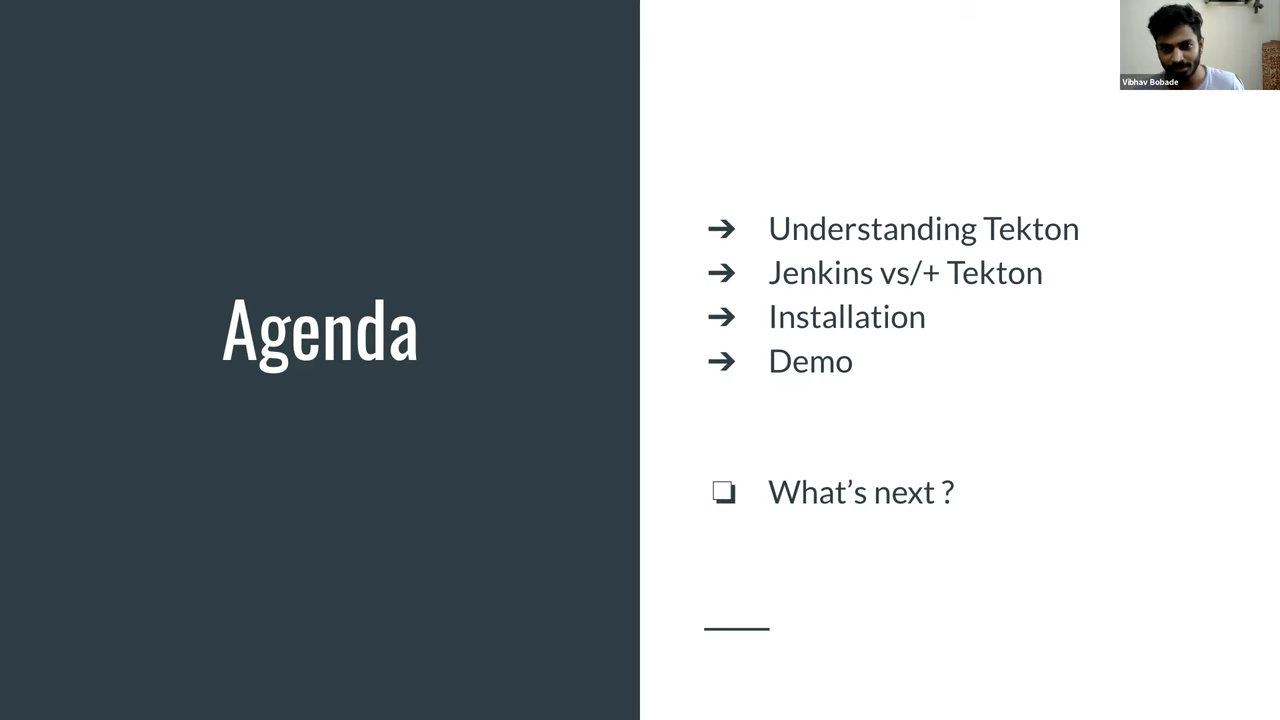 Vibhav Bobade
Agenda
➔ Understanding Tekton
➔ Jenkins vs/+ Tekton
➔ Installation
➔ Demo
❏ What’s next ?